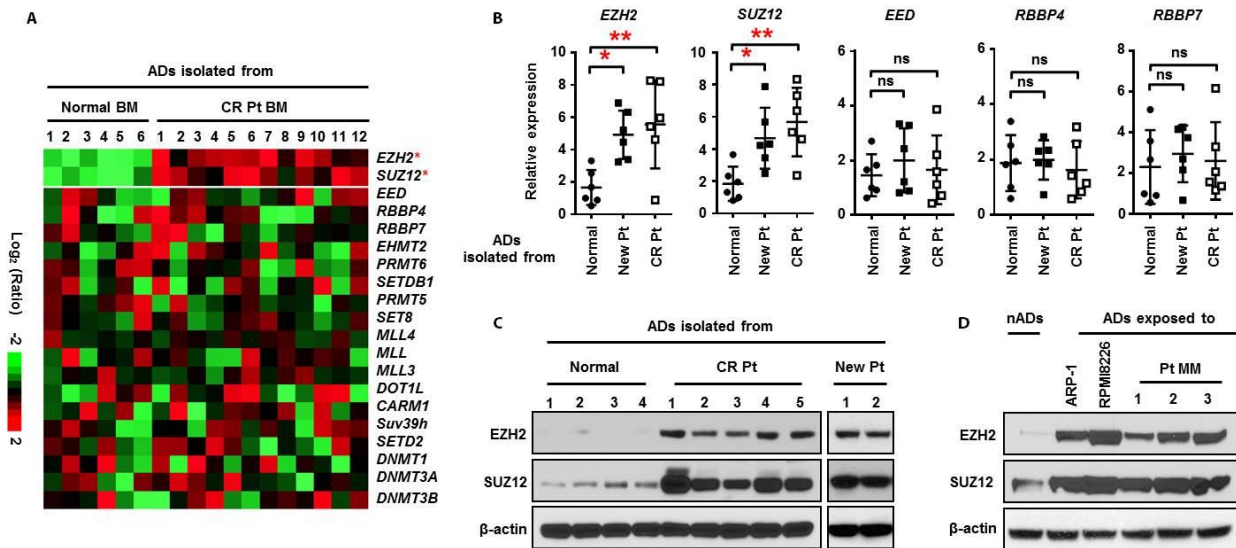 A
ADs isolated from
Normal BM CR Pt BM
1 2 3 4 5 6 1 2 3 4 5 6 7 8 9 10 11 12
EZH2*
SUZ12*
EED
RBBP4
RBBP7
EHMT2
PRMT6
SETDB1
PRMT5
SET8
MLL4
MLL
MLL3
DOT1L
CARM1
Suv39h
SETD2
DNMT1
DNMT3A
DNMT3B
Log2 (Ratio)
-2
2
B
EZH2 SUZ12 EED RBBP4 RBBP7
Relative expression
10 8 6 4 2 0
** *
Normal New Pt CR Pt
10 8 6 4 2 0
** *
Normal New Pt CR Pt
6 4 2 0
ns ns
Normal New Pt CR Pt
6 4 2 0
ns ns
Normal New Pt CR Pt
8 6 4 2 0
ns ns
Normal New Pt CR Pt
ADs
isolated from
C
ADs isolated from
Normal CR Pt New Pt
1 2 3 4 1 2 3 4 5 1 2
EZH2
SUZ12
β-actin
D
nADs ADs exposed to
ARP-1 RPMI8226 Pt MM
1 2 3
EZH2
SUZ12
β-actin